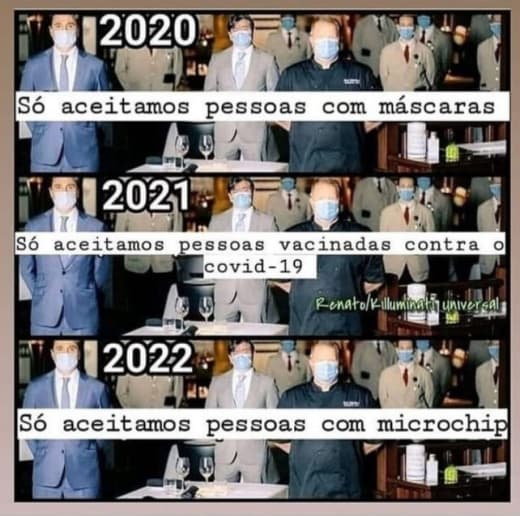 2020
Só aceitamos pessoas com máscaras
2021
Só aceitamos pessoas vacinadas contra o
covid-19
Renato/Killuminati universal
2022
Só aceitamos pessoas com microchip